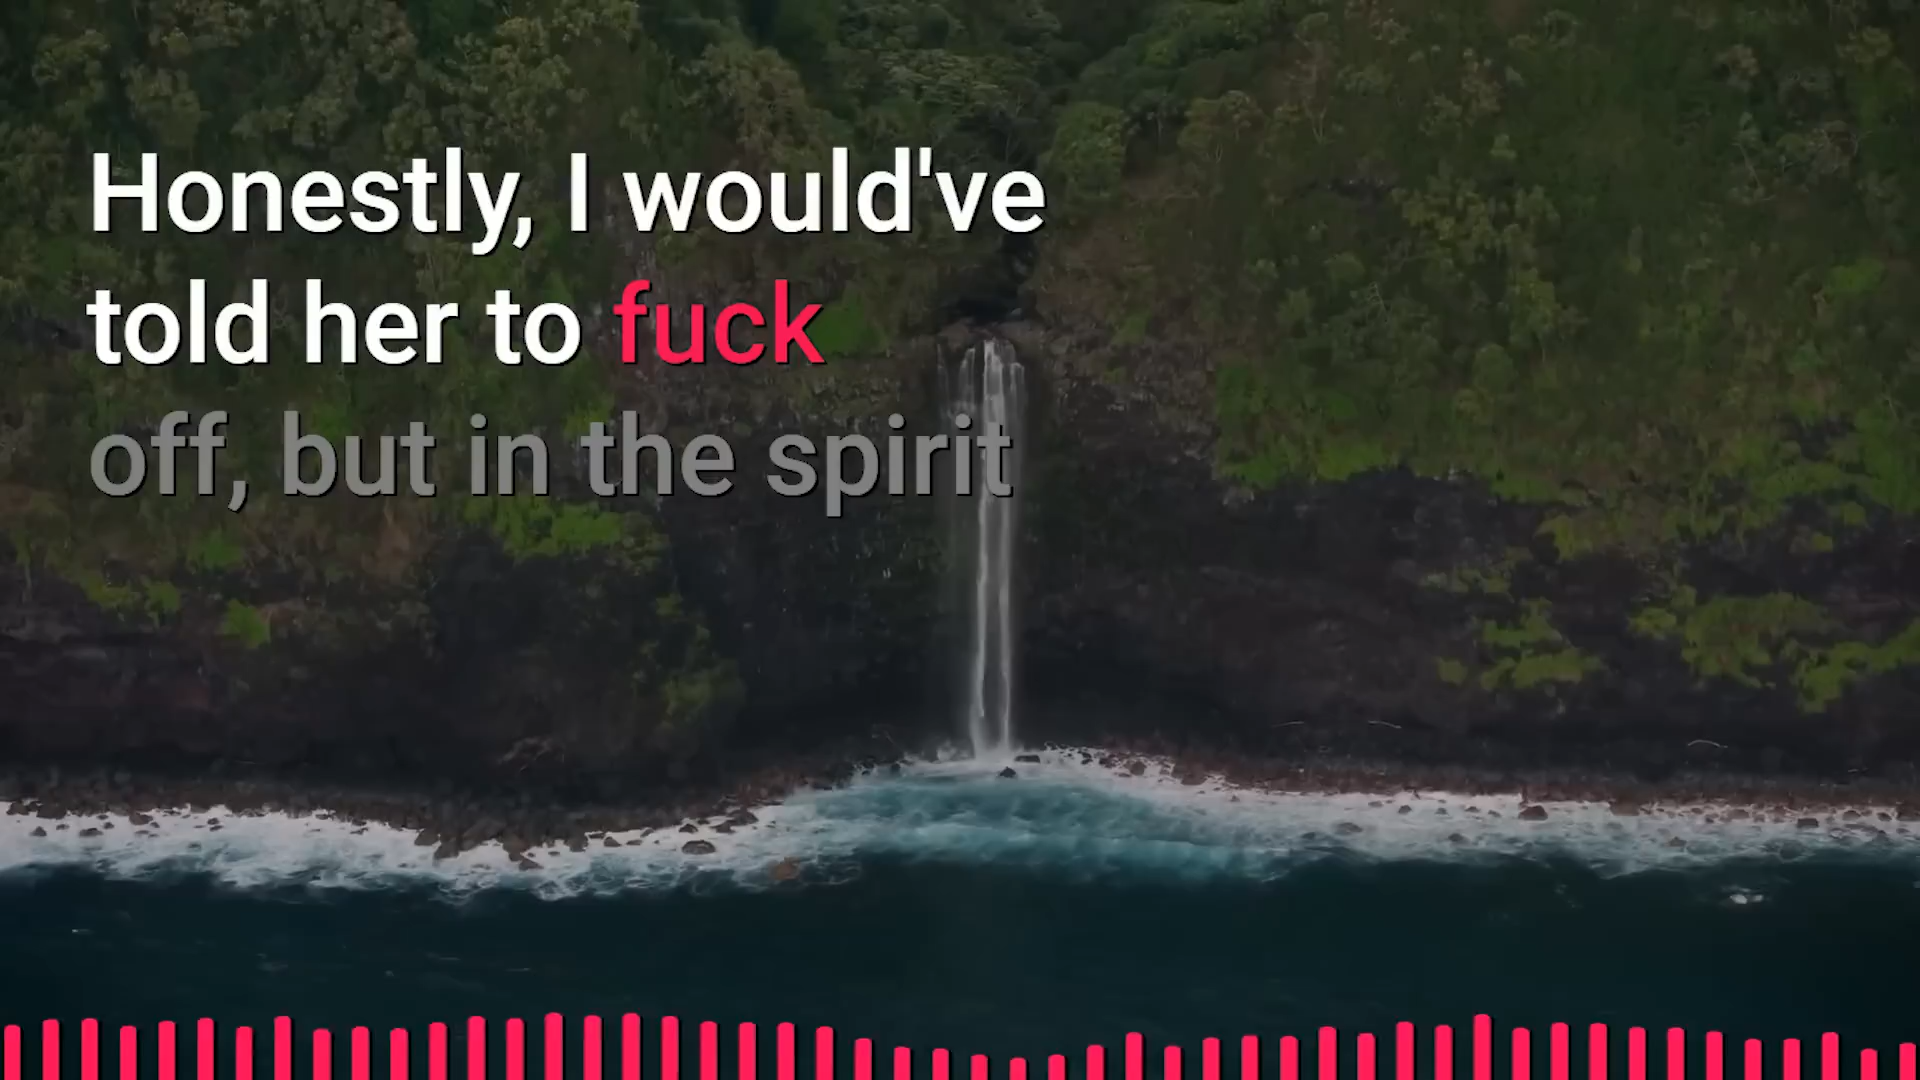 Honestly, I would've
told her to fuck
off, but in the spirit